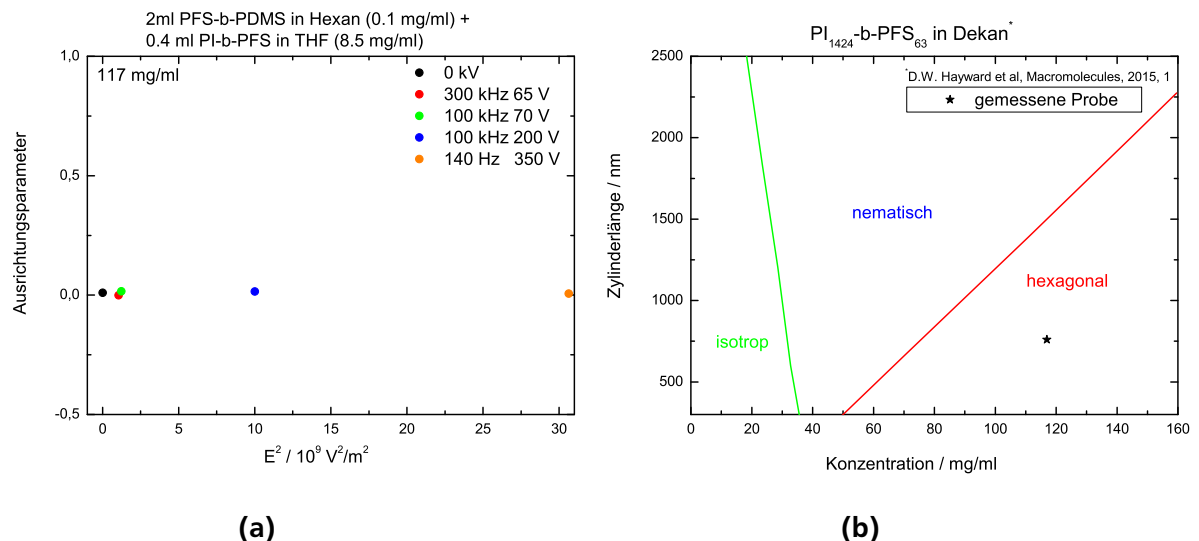 2ml PFS-b-PDMS in Hexan (0.1 mg/ml) +
0.4 ml PI-b-PFS in THF (8.5 mg/ml)
117 mg/ml
0 kV
300 kHz 65 V
100 kHz 70 V
100 kHz 200 V
140 Hz 350 V
1,0
0,5
0,0
-0,5
Ausrichtungsparameter
0 5 10 15 20 25 30
E² / 10⁹ V²/m²
(a)
PI₁₄₂₄-b-PFS₆₃ in Dekan*
*D.W. Hayward et al, Macromolecules, 2015, 1
gemessene Probe
2500
2000
1500
1000
500
Zylinderlänge / nm
nematisch
hexagonal
isotrop
0 20 40 60 80 100 120 140 160
Konzentration / mg/ml
(b)